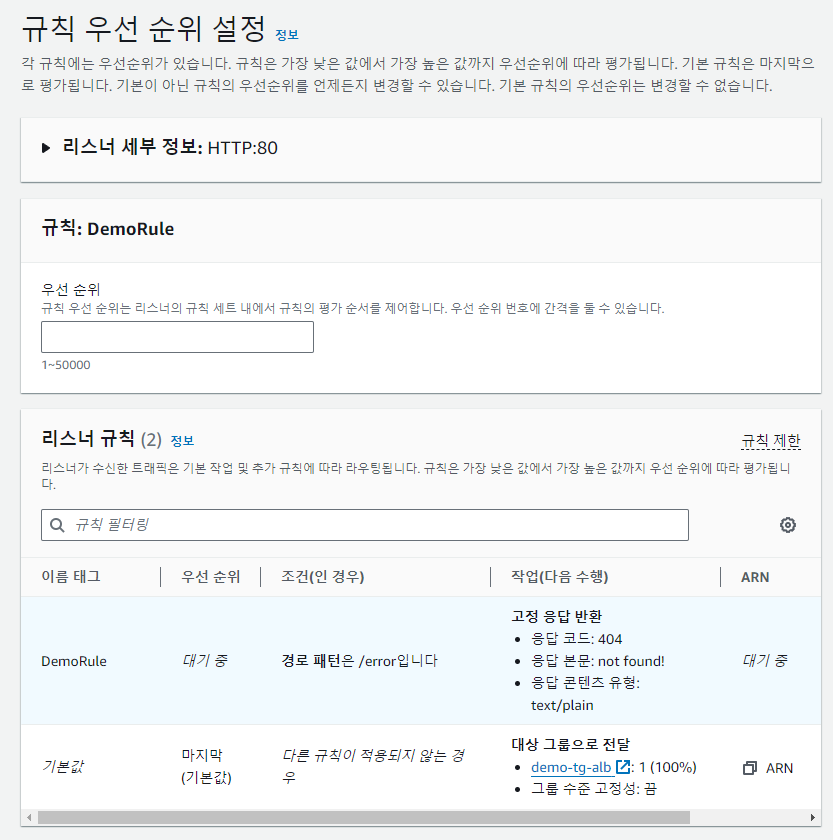 규칙 우선 순위 설정 정보
각 규칙에는 우선순위가 있습니다. 규칙은 가장 낮은 값에서 가장 높은 값까지 우선순위에 따라 평가됩니다. 기본 규칙은 마지막으
로 평가됩니다. 기본이 아닌 규칙의 우선순위를 언제든지 변경할 수 있습니다. 기본 규칙의 우선순위는 변경할 수 없습니다.
리스너 세부 정보: HTTP:80
규칙: DemoRule
우선 순위
규칙 우선 순위는 리스너의 규칙 세트 내에서 규칙의 평가 순서를 제어합니다. 우선 순위 번호에 간격을 둘 수 있습니다.
1~50000
리스너 규칙 (2) 정보
규칙 제한
리스너가 수신한 트래픽은 기본 작업 및 추가 규칙에 따라 라우팅됩니다. 규칙은 가장 낮은 값에서 가장 높은 값까지 우선 순위에 따라 평가됩니
다.
규칙 필터링
이름 태그 우선 순위 조건(인 경우) 작업(다음 수행) ARN
DemoRule
대기 중
경로 패턴은 /error입니다
고정 응답 반환
응답 코드: 404
응답 본문: not found!
응답 콘텐츠 유형:
text/plain
대기 중
기본값
마지막
(기본값)
다른 규칙이 적용되지 않는 경
우
대상 그룹으로 전달
demo-tg-alb : 1 (100%)
그룹 수준 고정성: 끔
ARN